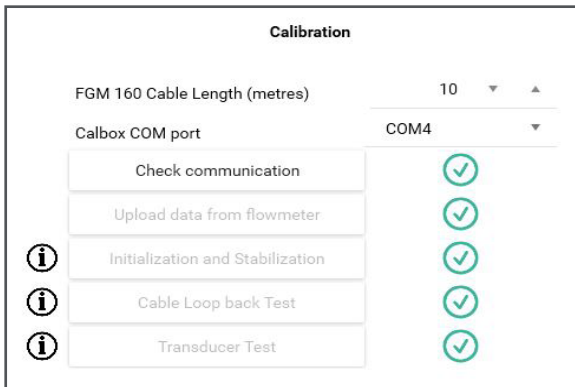 Calibration
FGM 160 Cable Length (metres) 10
Calbox COM port COM4
Check communication
Upload data from flowmeter
Initialization and Stabilization
Cable Loop back Test
Transducer Test